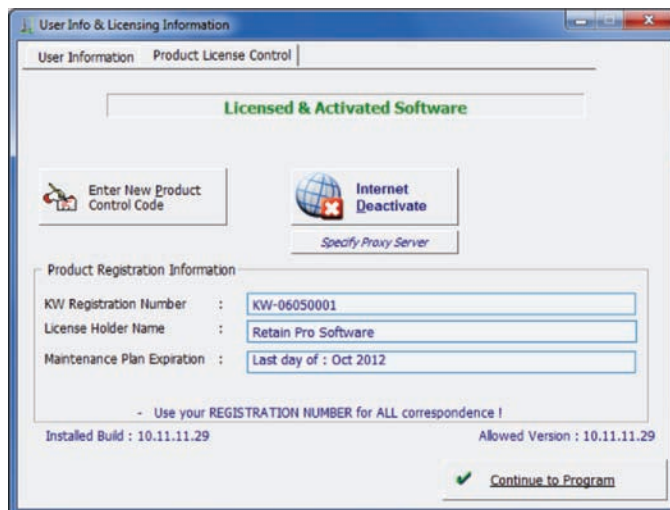 User Info & Licensing Information
User Information Product License Control
Licensed & Activated Software
Enter New Product
Control Code
Internet
Deactivate
Specify Proxy Server
Product Registration Information
KW Registration Number : KW-06050001
License Holder Name : Retain Pro Software
Maintenance Plan Expiration : Last day of : Oct 2012
- Use your REGISTRATION NUMBER for ALL correspondence !
Installed Build : 10.11.11.29 Allowed Version : 10.11.11.29
Continue to Program